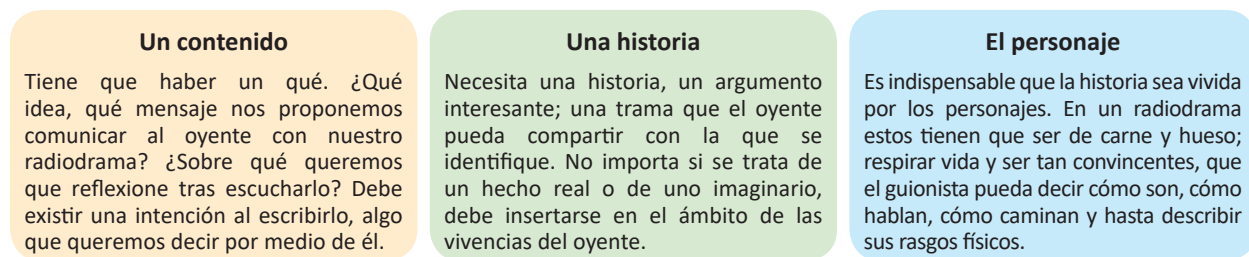 Un contenido
Tiene que haber un qué. ¿Qué
idea, qué mensaje nos proponemos
comunicar al oyente con nuestro
radiodrama? ¿Sobre qué queremos
que reflexione tras escucharlo? Debe
existir una intención al escribirlo, algo
que queremos decir por medio de él.
Una historia
Necesita una historia, un argumento
interesante; una trama que el oyente
pueda compartir con la que se
identifique. No importa si se trata de
un hecho real o de uno imaginario,
debe insertarse en el ámbito de las
vivencias del oyente.
El personaje
Es indispensable que la historia sea vivida
por los personajes. En un radiodrama
estos tienen que ser de carne y hueso;
respirar vida y ser tan convincentes, que
el guionista pueda decir cómo son, cómo
hablan, cómo caminan y hasta describir
sus rasgos físicos.